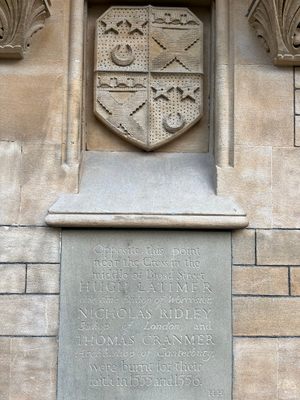 Opposite this point
near the Cross in the
middle of Broad Street
HUGH LATIMER
one time Bishop of Worcester,
NICHOLAS RIDLEY
Bishop of London, and
THOMAS CRANMER
Archbishop of Canterbury,
were burnt for their
faith in 1555 and 1556.